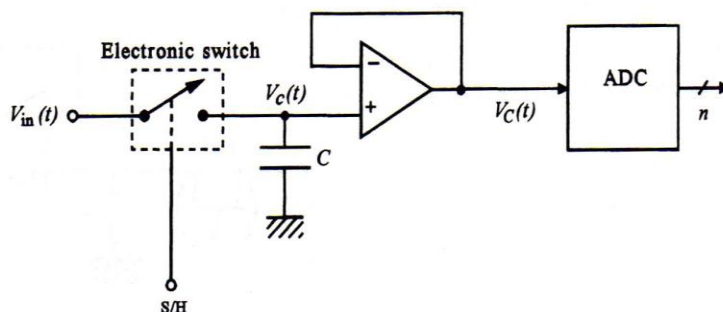 Electronic switch
V_in (t)
V_c(t)
−
+
C
V_C(t)
ADC
n
S/H